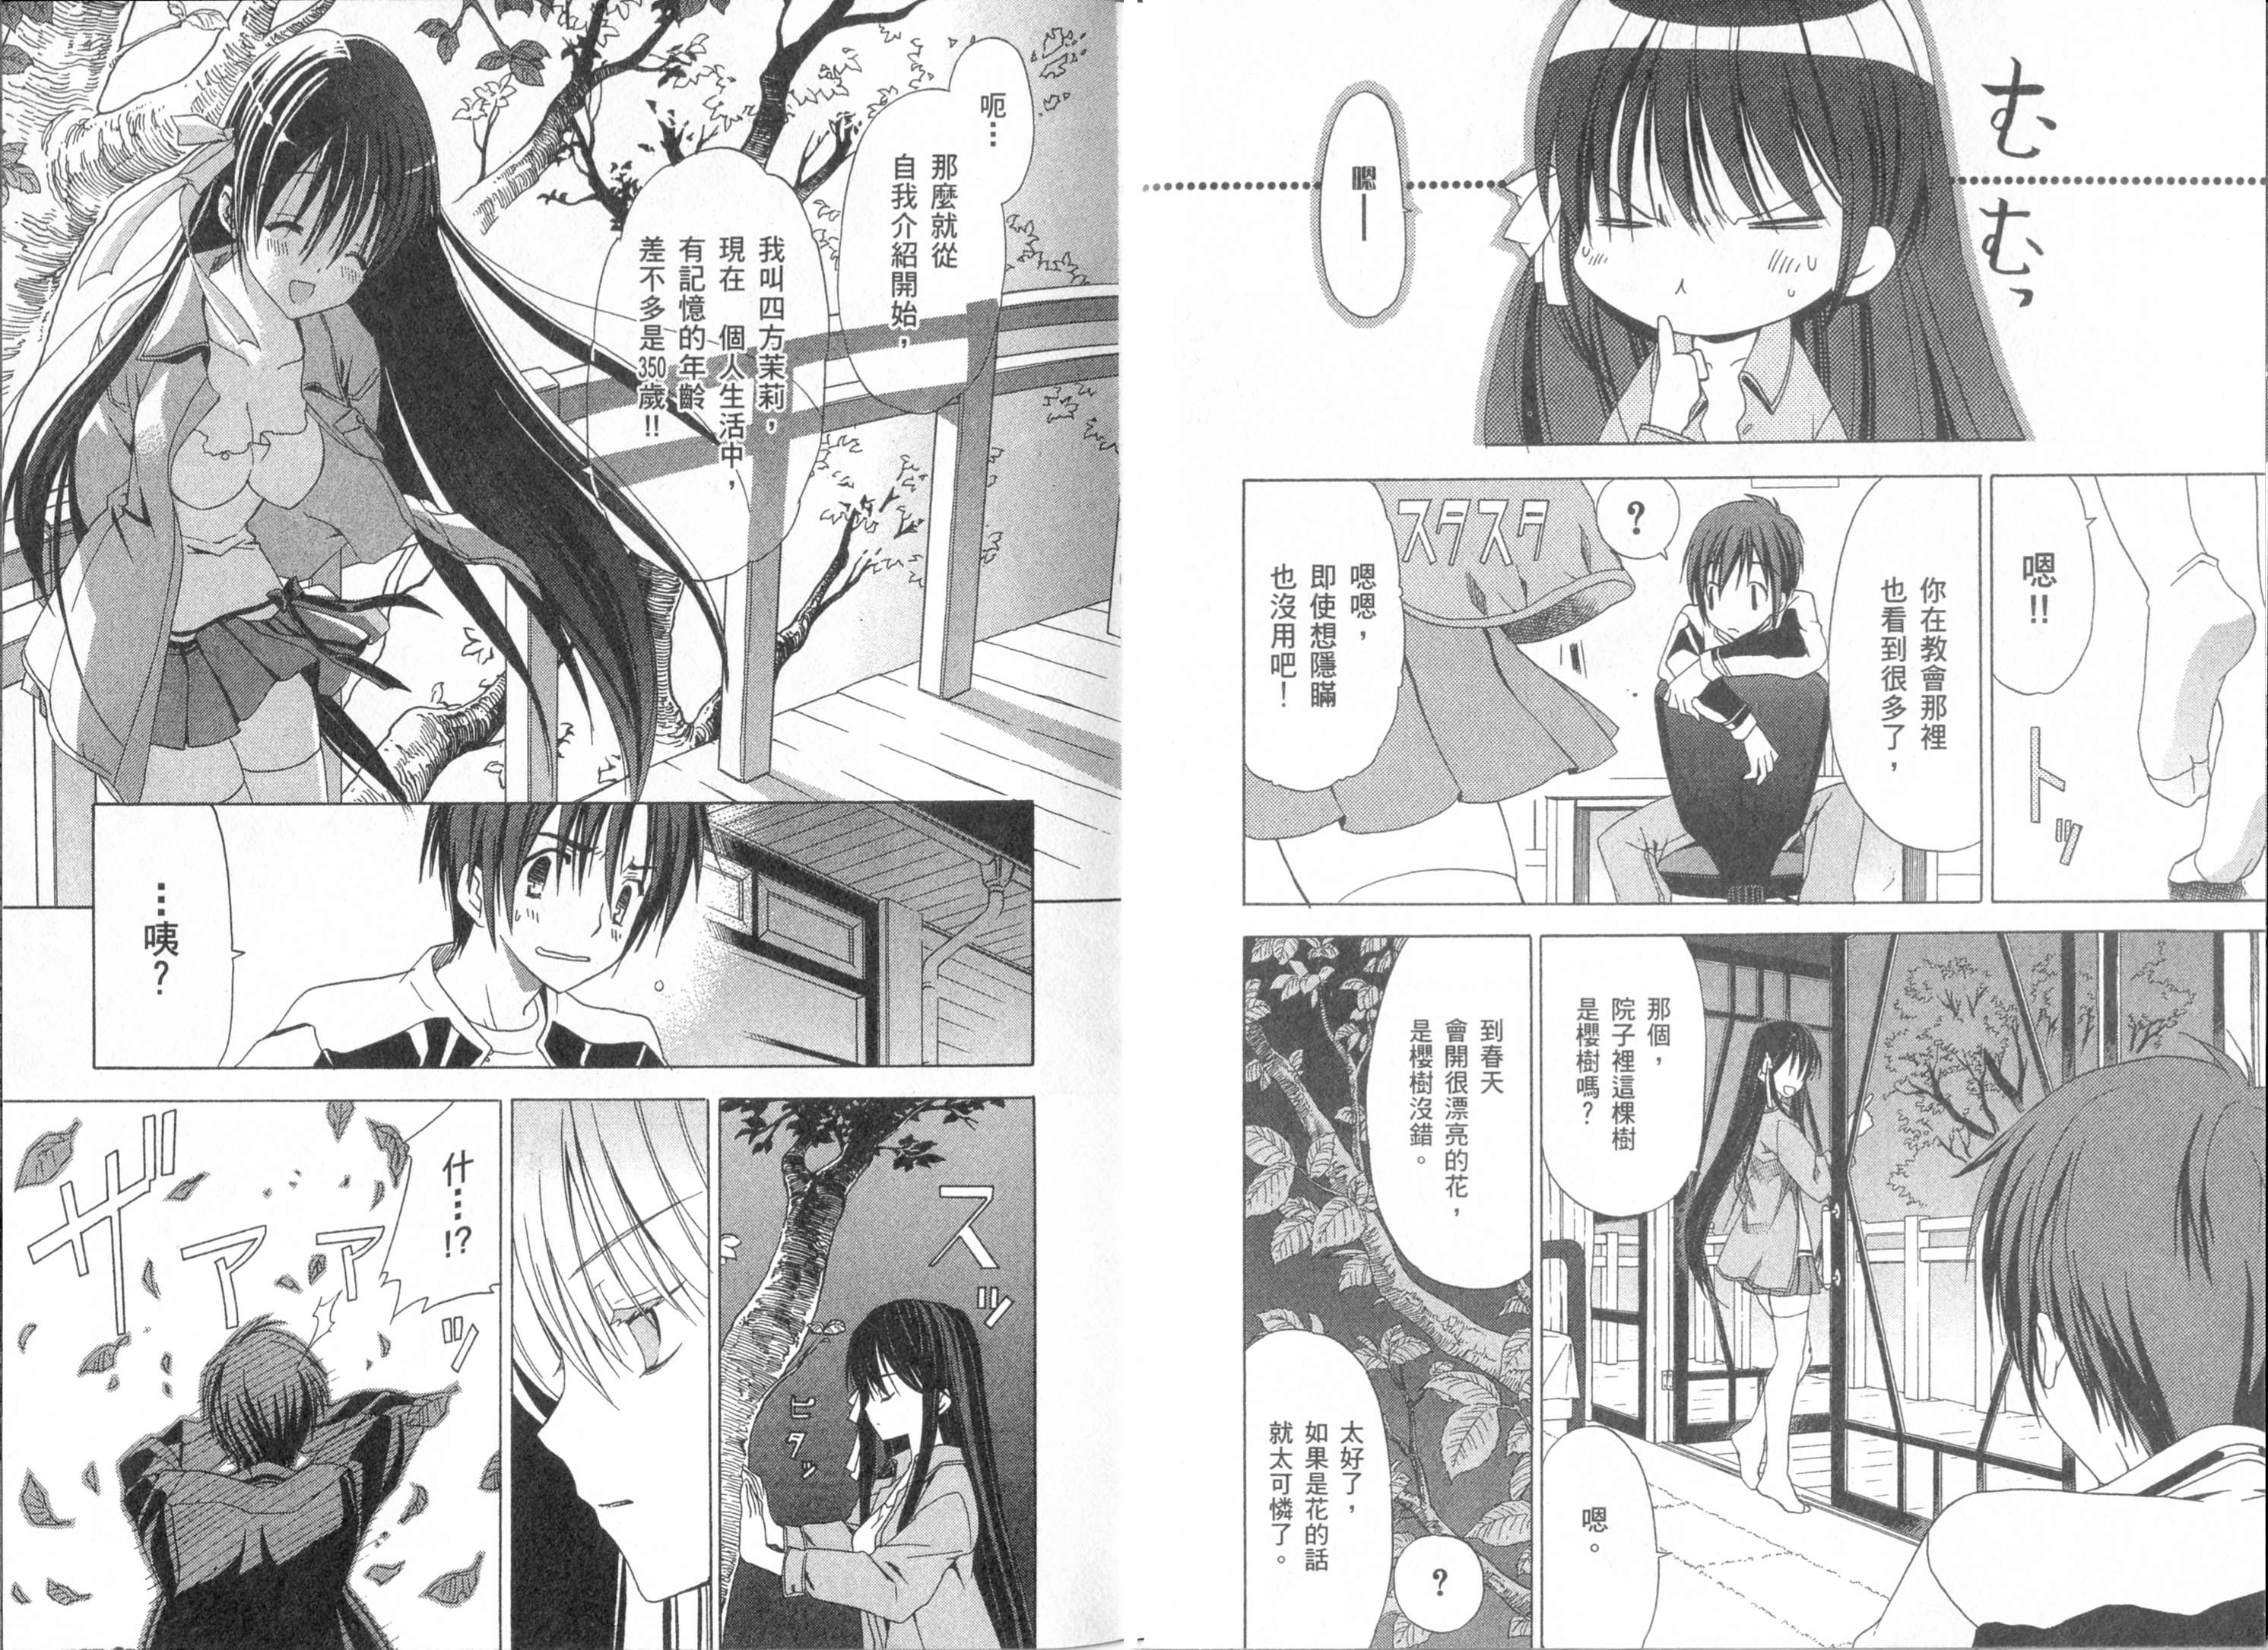 むむっ
嗯—
嗯!!
トッ
你在教會那裡
也看到很多了，
?
スタスタ
嗯嗯，
即使想隱瞞
也沒用吧！
那個，
院子裡這棵樹
是櫻樹嗎?
嗯。
到春天
會開很漂亮的花，
是櫻樹沒錯。
太好了，
如果是花的話
就太可憐了。
?
呃…
那麼就從
自我介紹開始，
我叫四方茉莉，
現在 個人生活中，
有記憶的年齡
差不多是350歲!!
…咦?
スッ
ピタッ
什…!?
ザァアッ